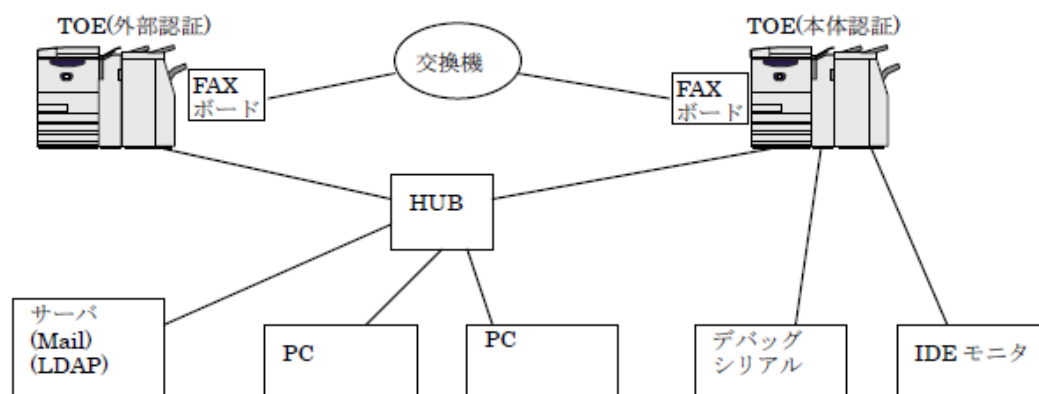 TOE(外部認証)
TOE(本体認証)
FAX
ボード
交換機
FAX
ボード
HUB
サーバ
(Mail)
(LDAP)
PC
PC
デバッグ
シリアル
IDE モニタ